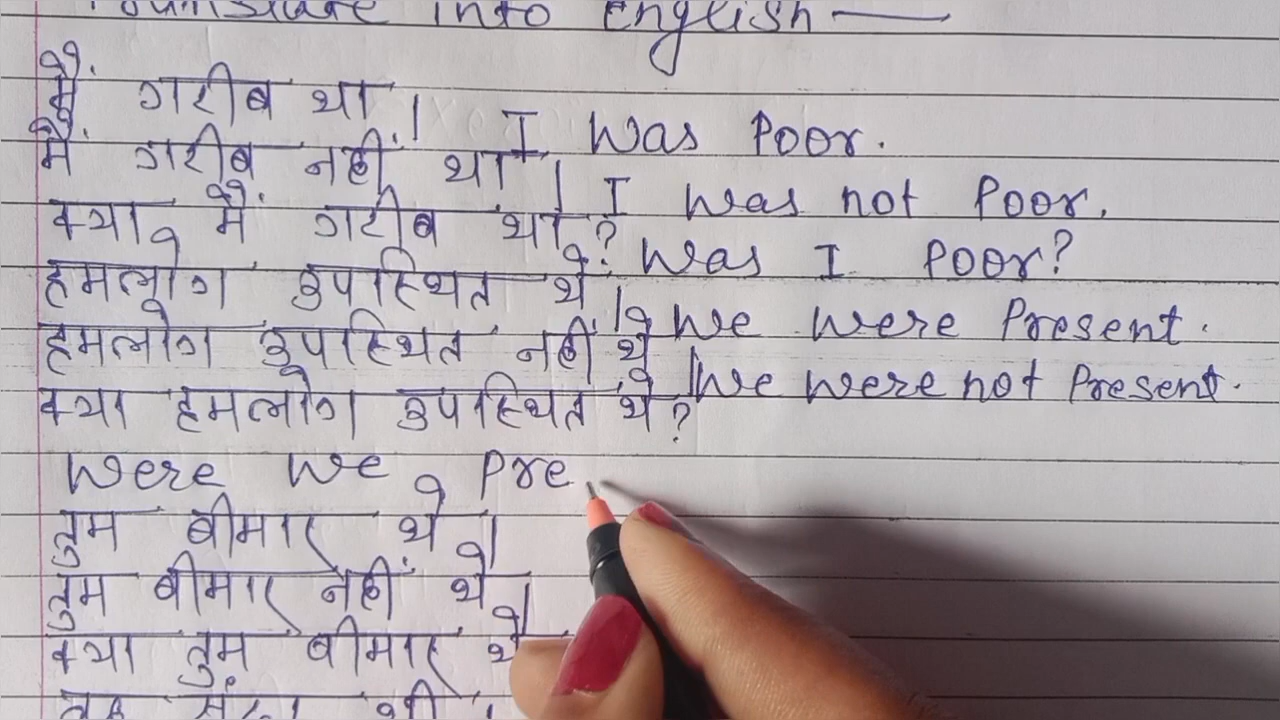 Translate into English —
मैं गरीब था। I was Poor.
मैं गरीब नहीं था। I was not Poor.
क्या मैं गरीब था? was I Poor?
हमलोग उपस्थित थे। we were Present.
हमलोग उपस्थित नहीं थे। we were not Present.
क्या हमलोग उपस्थित थे?
were we Pre
तुम बीमार थे।
तुम बीमार नहीं थे।
क्या तुम बीमार थे